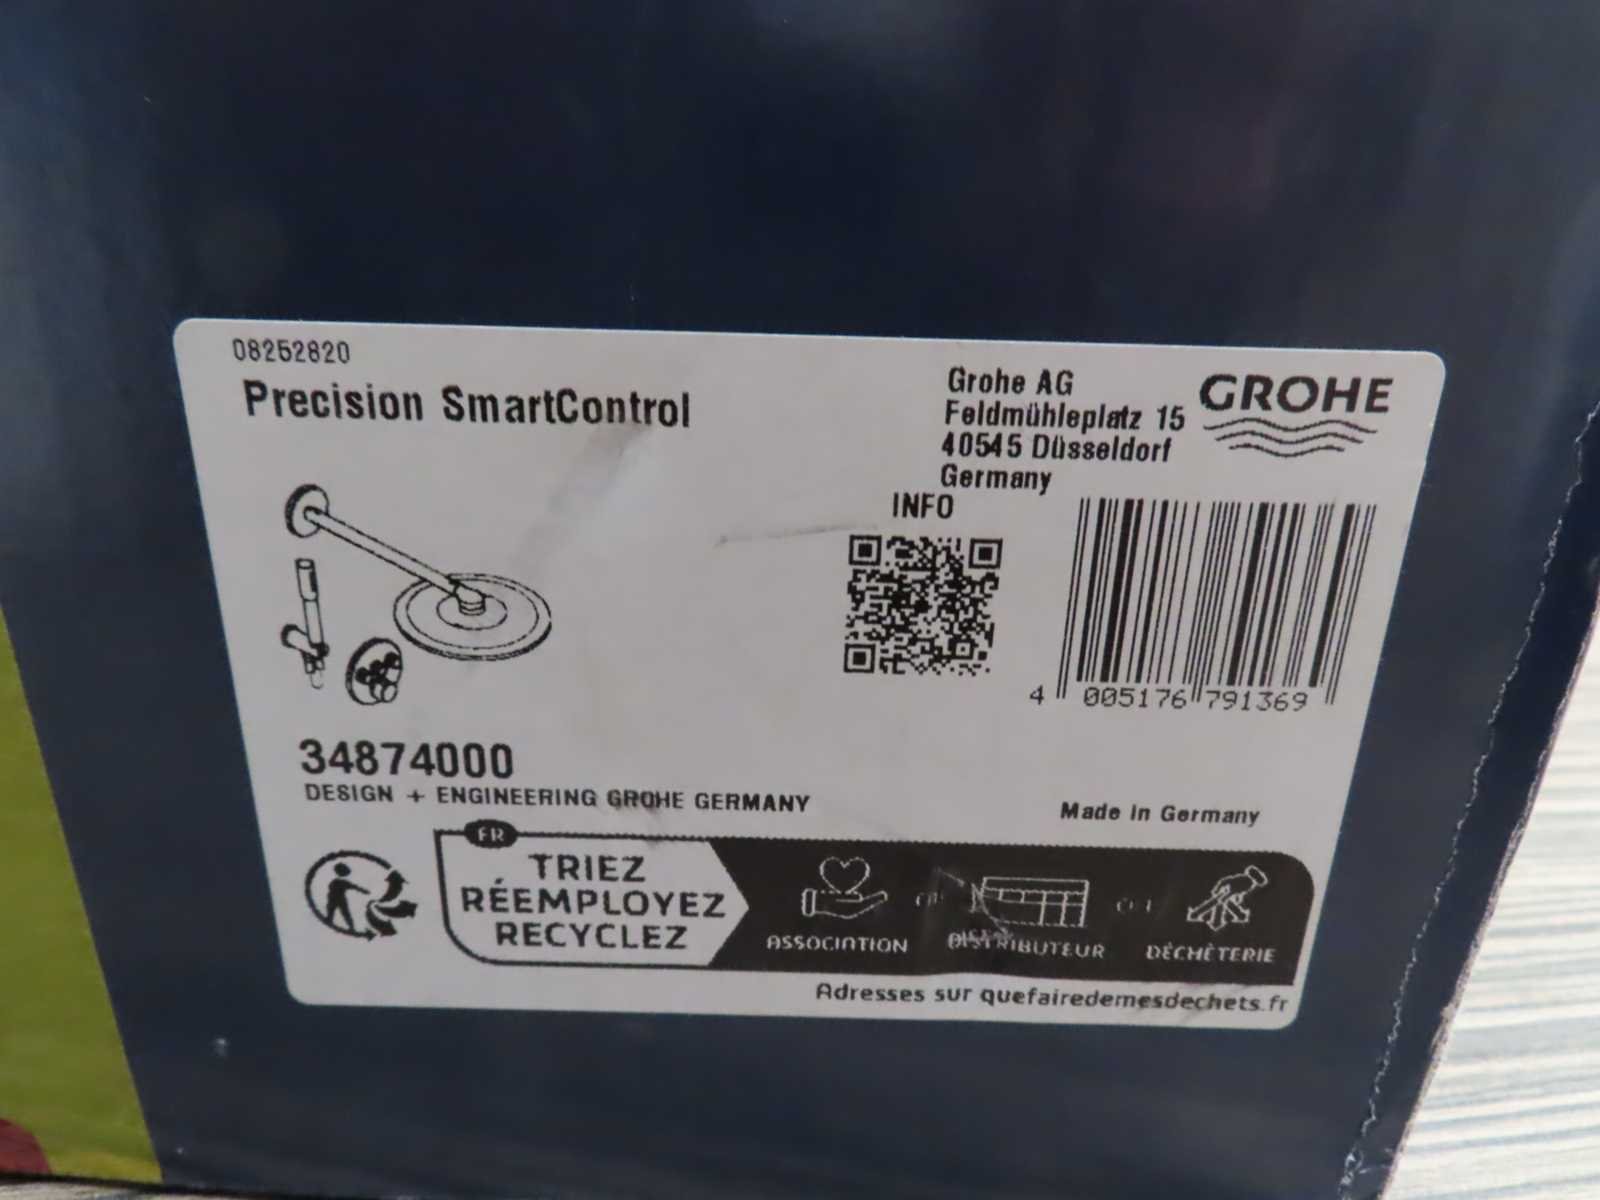 08252820
Precision SmartControl
Grohe AG
Feldmühleplatz 15
40545 Düsseldorf
Germany
GROHE
INFO
4 005176 791369
34874000
DESIGN + ENGINEERING GROHE GERMANY
Made in Germany
FR
TRIEZ
RÉEMPLOYEZ
RECYCLEZ
ASSOCIATION
DISTRIBUTEUR
DÉCHÈTERIE
Adresses sur quefairedemesdechets.fr